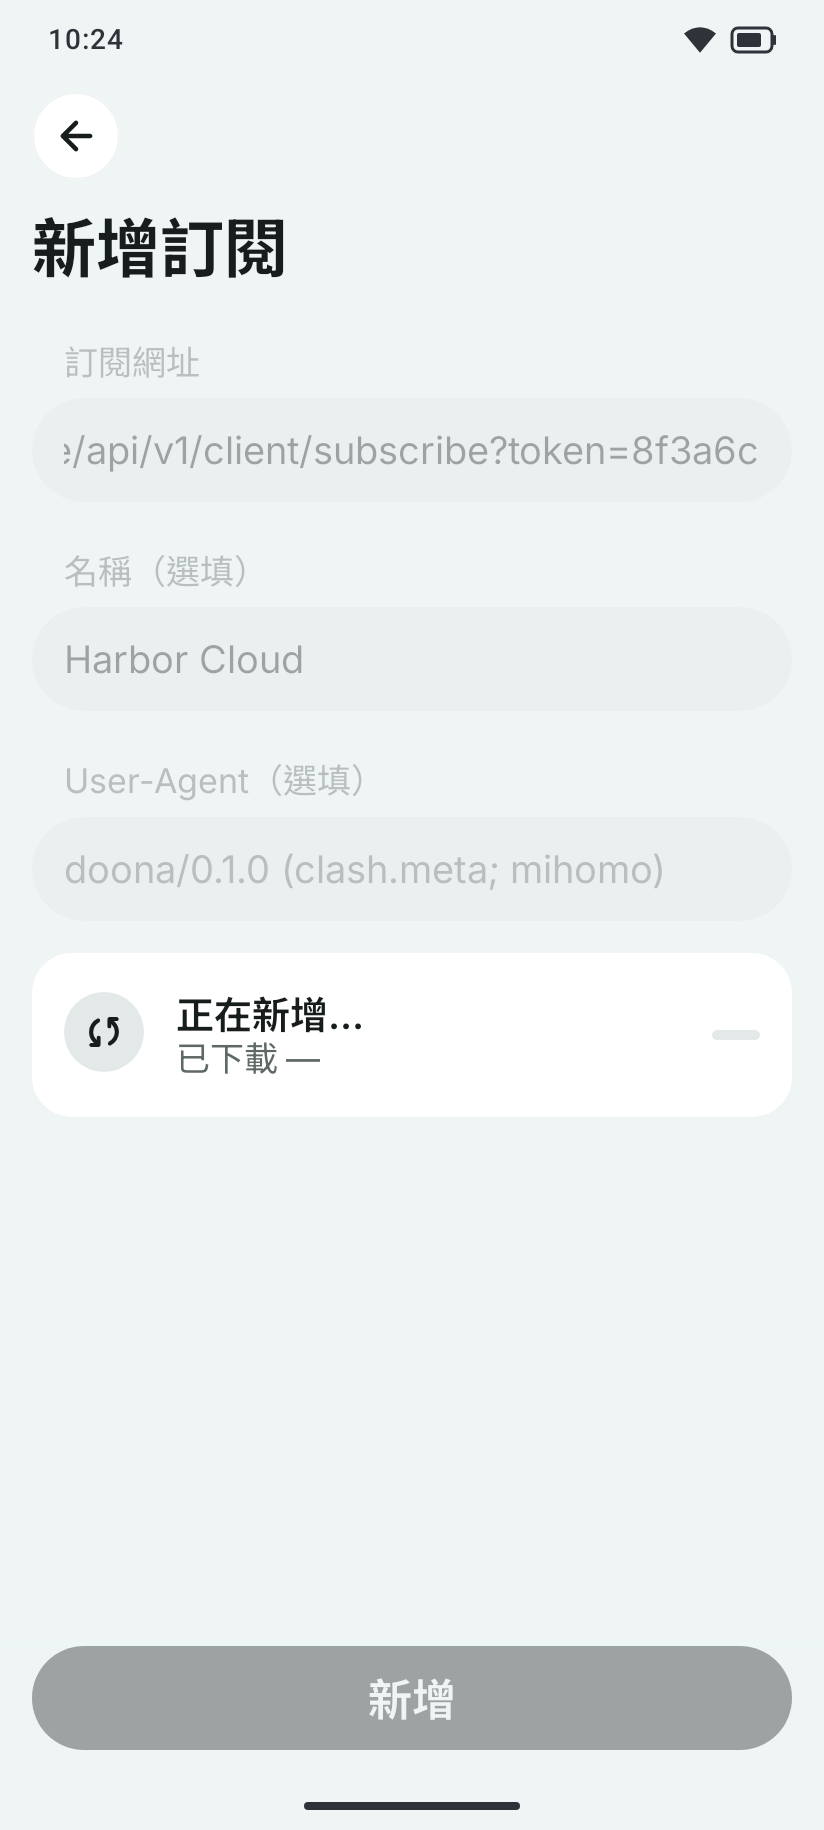 10:24
新增訂閱
訂閱網址
e/api/v1/client/subscribe?token=8f3a6c
名稱（選填）
Harbor Cloud
User-Agent（選填）
doona/0.1.0 (clash.meta; mihomo)
正在新增...
已下載 —
新增